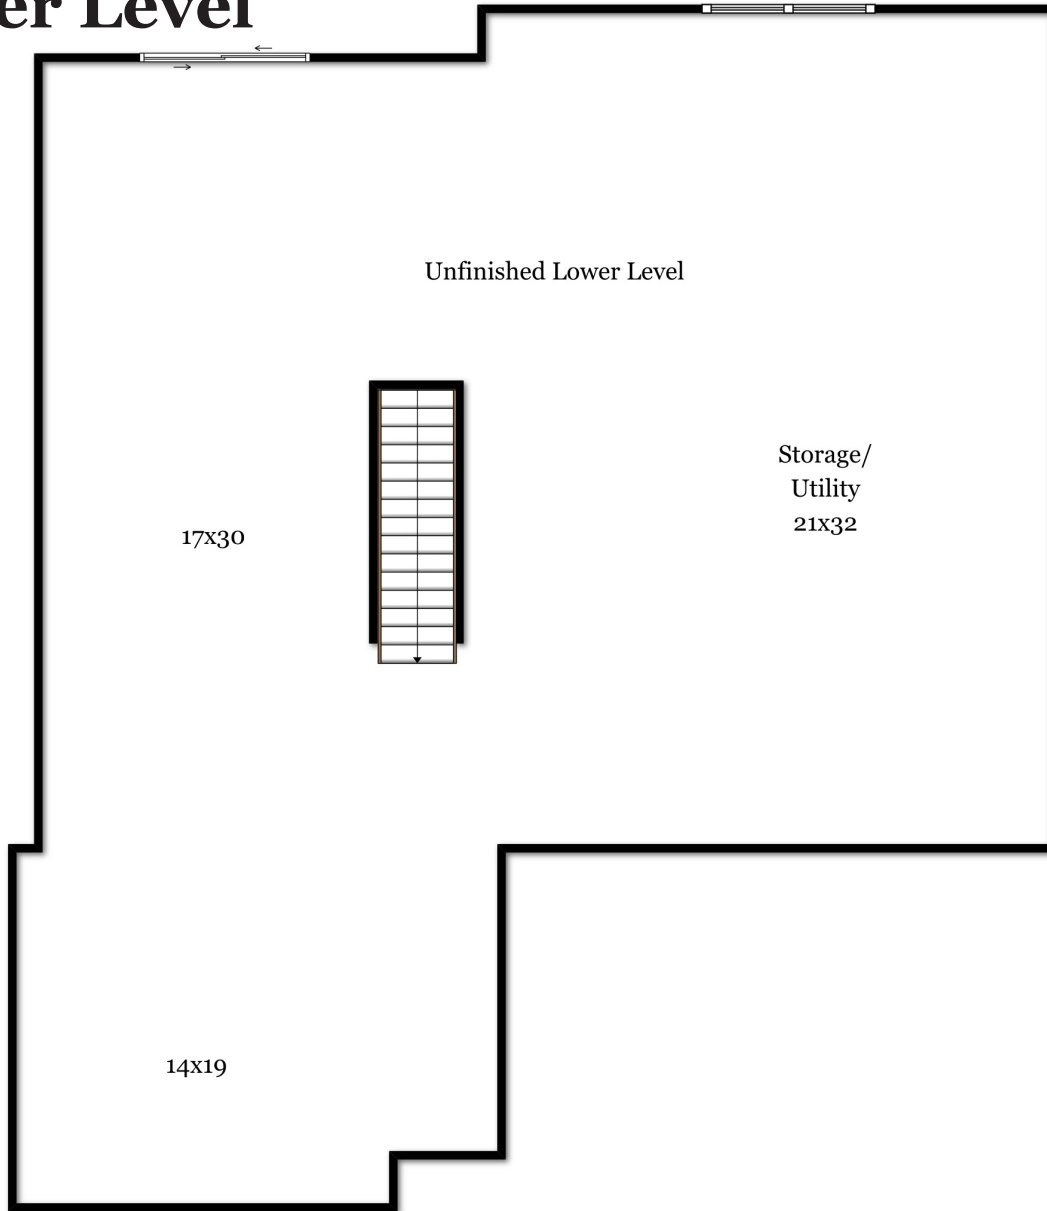 er Level
Unfinished Lower Level
Storage/
Utility
21x32
17x30
14x19